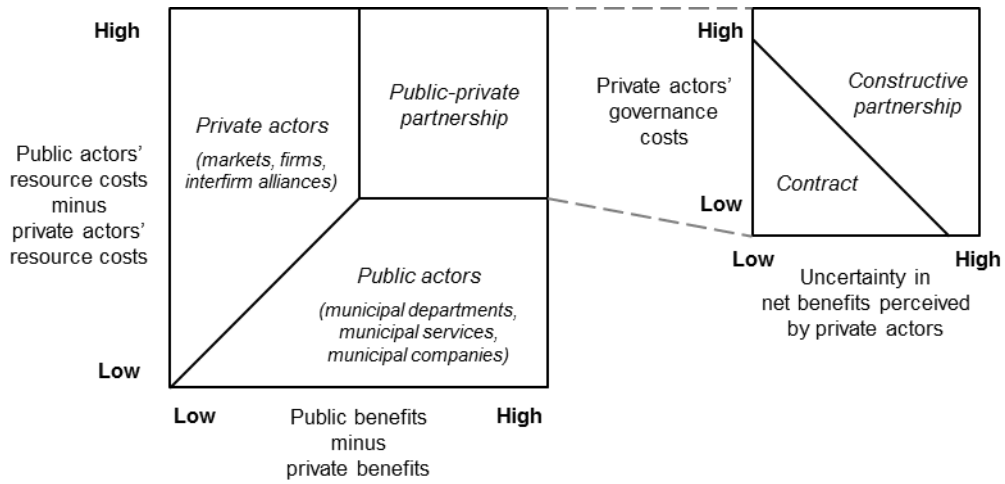 High
Public actors'
resource costs
minus
private actors'
resource costs
Low
Private actors
(markets, firms,
interfirm alliances)
Public-private
partnership
Public actors
(municipal departments,
municipal services,
municipal companies)
Low
Public benefits
minus
private benefits
High
High
Private actors'
governance
costs
Low
Constructive
partnership
Contract
Low
High
Uncertainty in
net benefits perceived
by private actors